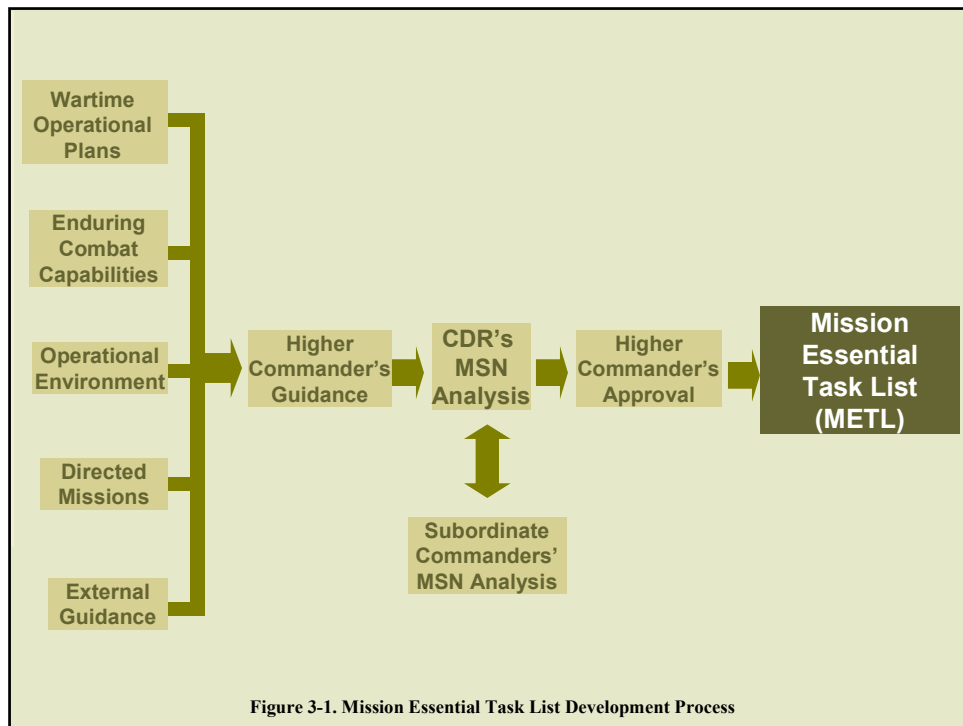 Wartime
Operational
Plans
Enduring
Combat
Capabilities
Operational
Environment
Directed
Missions
External
Guidance
Higher
Commander's
Guidance
CDR's
MSN
Analysis
Subordinate
Commanders'
MSN Analysis
Higher
Commander's
Approval
Mission
Essential
Task List
(METL)
Figure 3-1. Mission Essential Task List Development Process